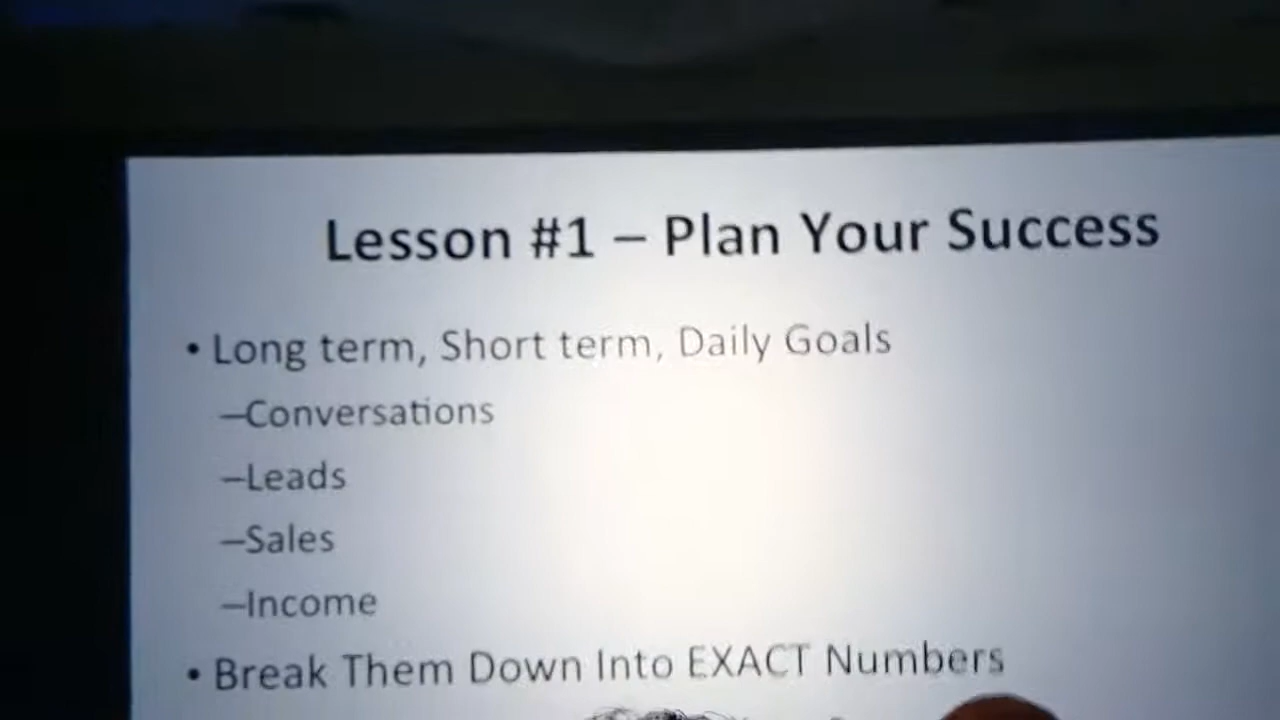 Lesson #1 – Plan Your Success
• Long term, Short term, Daily Goals
–Conversations
–Leads
–Sales
–Income
• Break Them Down Into EXACT Numbers